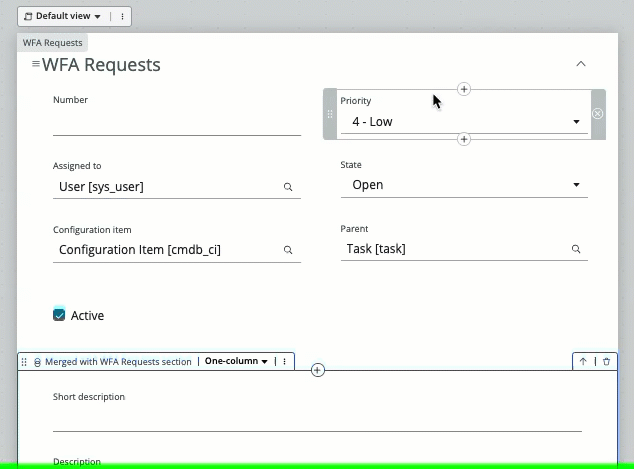 Default view
WFA Requests
WFA Requests
Number
Priority
4 - Low
Assigned to
User [sys_user]
State
Open
Configuration item
Configuration Item [cmdb_ci]
Parent
Task [task]
Active
Merged with WFA Requests section | One-column
Short description
Description